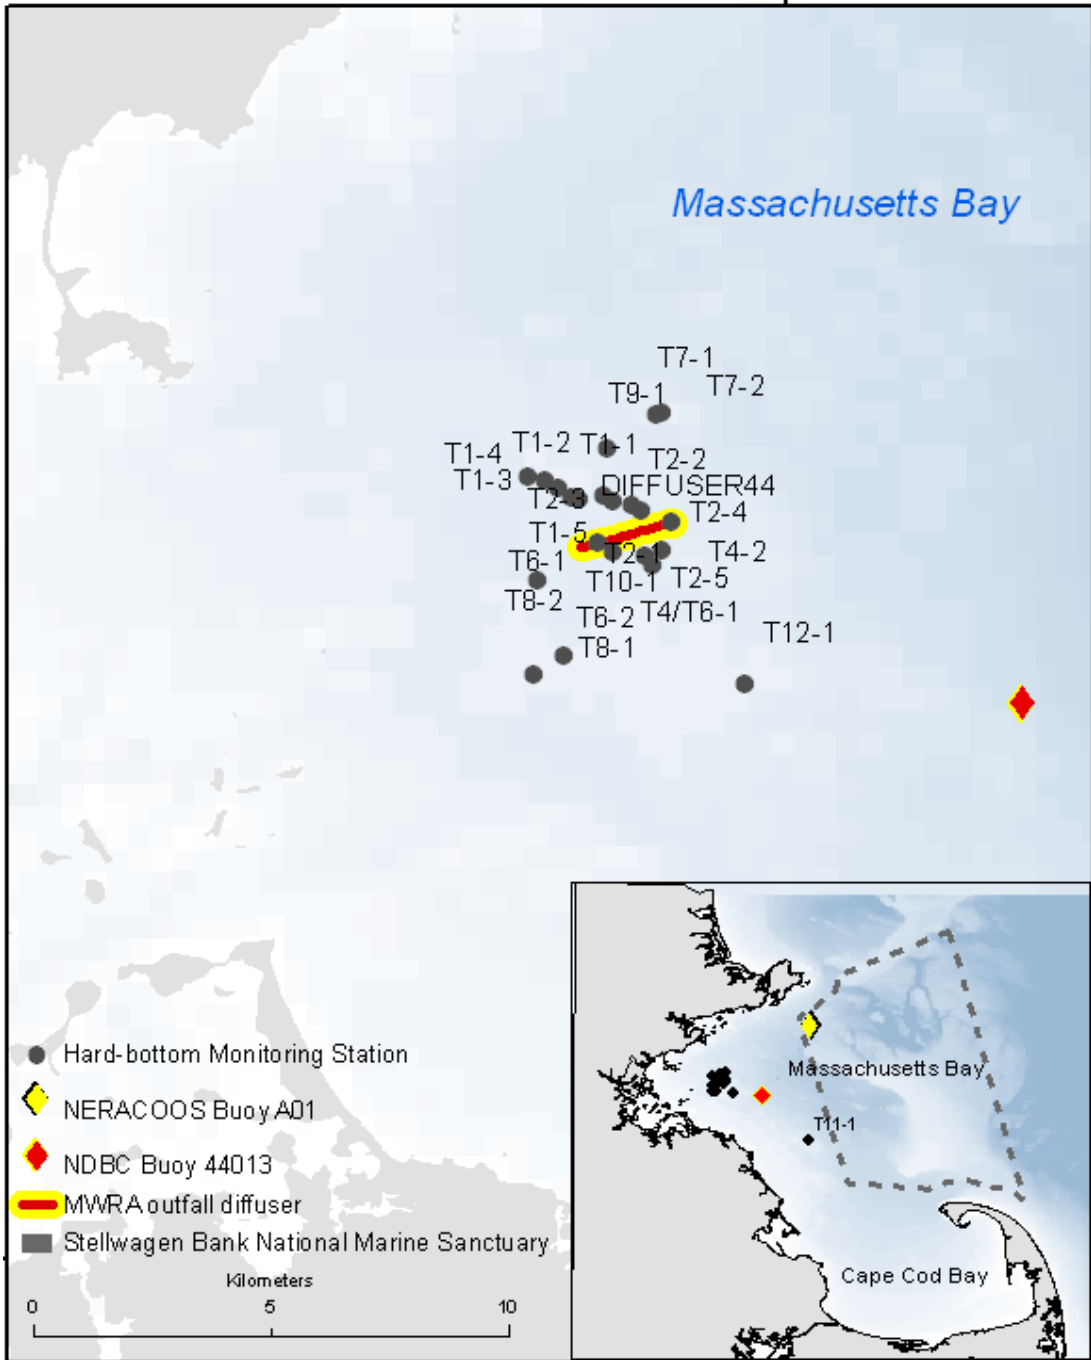 Massachusetts Bay
T7-1
T7-2
T9-1
T1-2
T1-1
T1-4
T2-2
T1-3
DIFFUSER44
T2-3
T2-4
T1-5
T2-1
T4-2
T6-1
T10-1
T2-5
T8-2
T6-2
T4/T6-1
T12-1
T8-1
Hard-bottom Monitoring Station
NERACOOS Buoy A01
NDBC Buoy 44013
MWRA outfall diffuser
Stellwagen Bank National Marine Sanctuary
Kilometers
0 5 10
Massachusetts Bay
T11-1
Cape Cod Bay